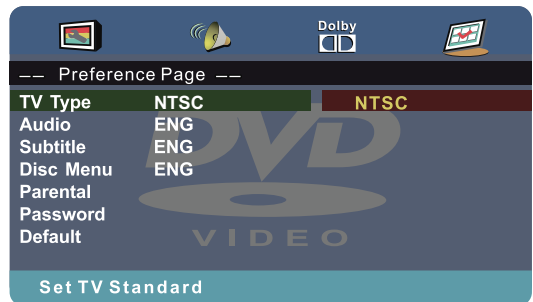 Dolby
-- Preference Page --
TV Type NTSC NTSC
Audio ENG
Subtitle ENG
Disc Menu ENG
Parental
Password
Default
DVD
VIDEO
Set TV Standard